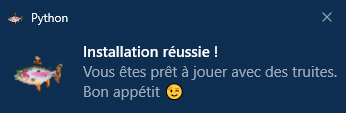 Python
Installation réussie !
Vous êtes prêt à jouer avec des truites.
Bon appétit 😉